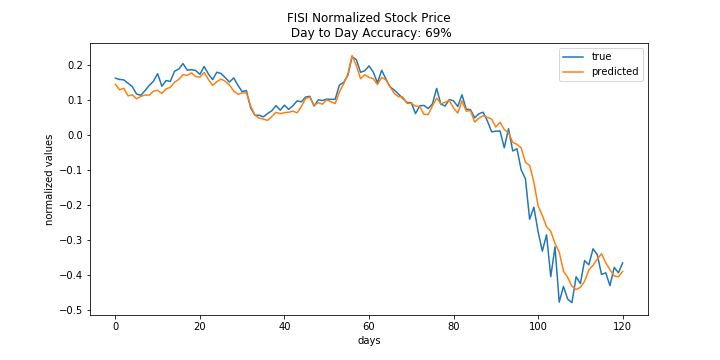 FISI Normalized Stock Price
Day to Day Accuracy: 69%
true
predicted
normalized values
0.2
0.1
0.0
−0.1
−0.2
−0.3
−0.4
−0.5
0 20 40 60 80 100 120
days